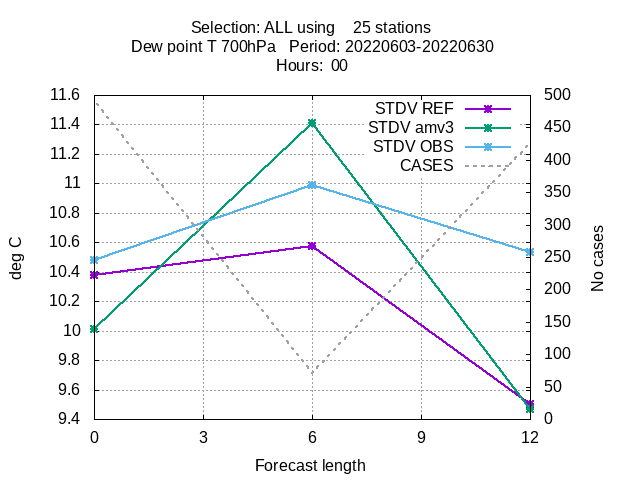 Selection: ALL using    25 stations
Dew point T 700hPa   Period: 20220603-20220630
Hours:  00
11.6
11.4
11.2
11
10.8
10.6
10.4
10.2
10
9.8
9.6
9.4
500
450
400
350
300
250
200
150
100
50
0
STDV REF
STDV amv3
STDV OBS
CASES
deg C
No cases
0 3 6 9 12
Forecast length